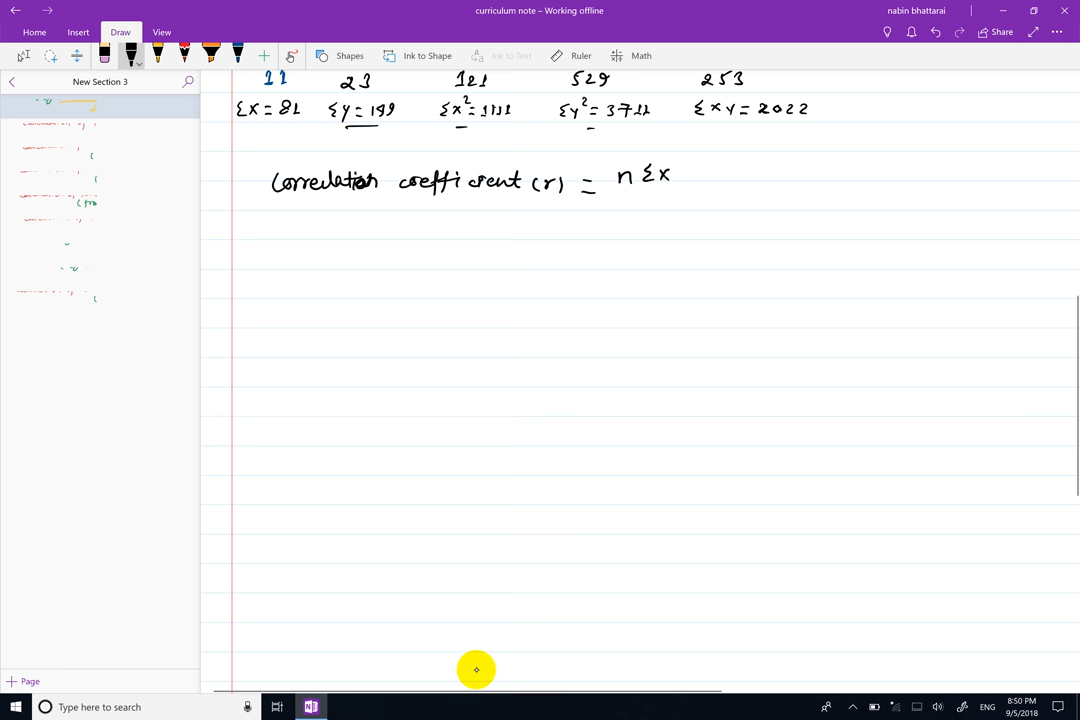 curriculum note – Working offline
nabin bhattarai
Home Insert Draw View
Share
Shapes Ink to Shape Ink to Text Ruler Math
New Section 3
11 23 121 529 253
Σx = 81 Σy = 199 Σx² = 1111 Σy² = 3711 Σxy = 2022
Correlation coefficient (r) = nΣx
+ Page
Type here to search
ENG
8:50 PM
9/5/2018